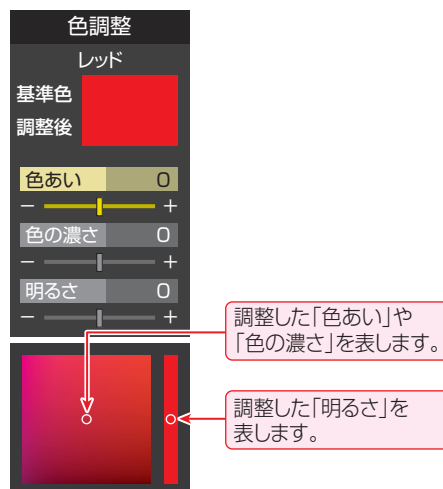 色調整
レッド
基準色
調整後
色あい 0
− +
色の濃さ 0
− +
明るさ 0
− +
調整した「色あい」や
「色の濃さ」を表します。
調整した「明るさ」を
表します。